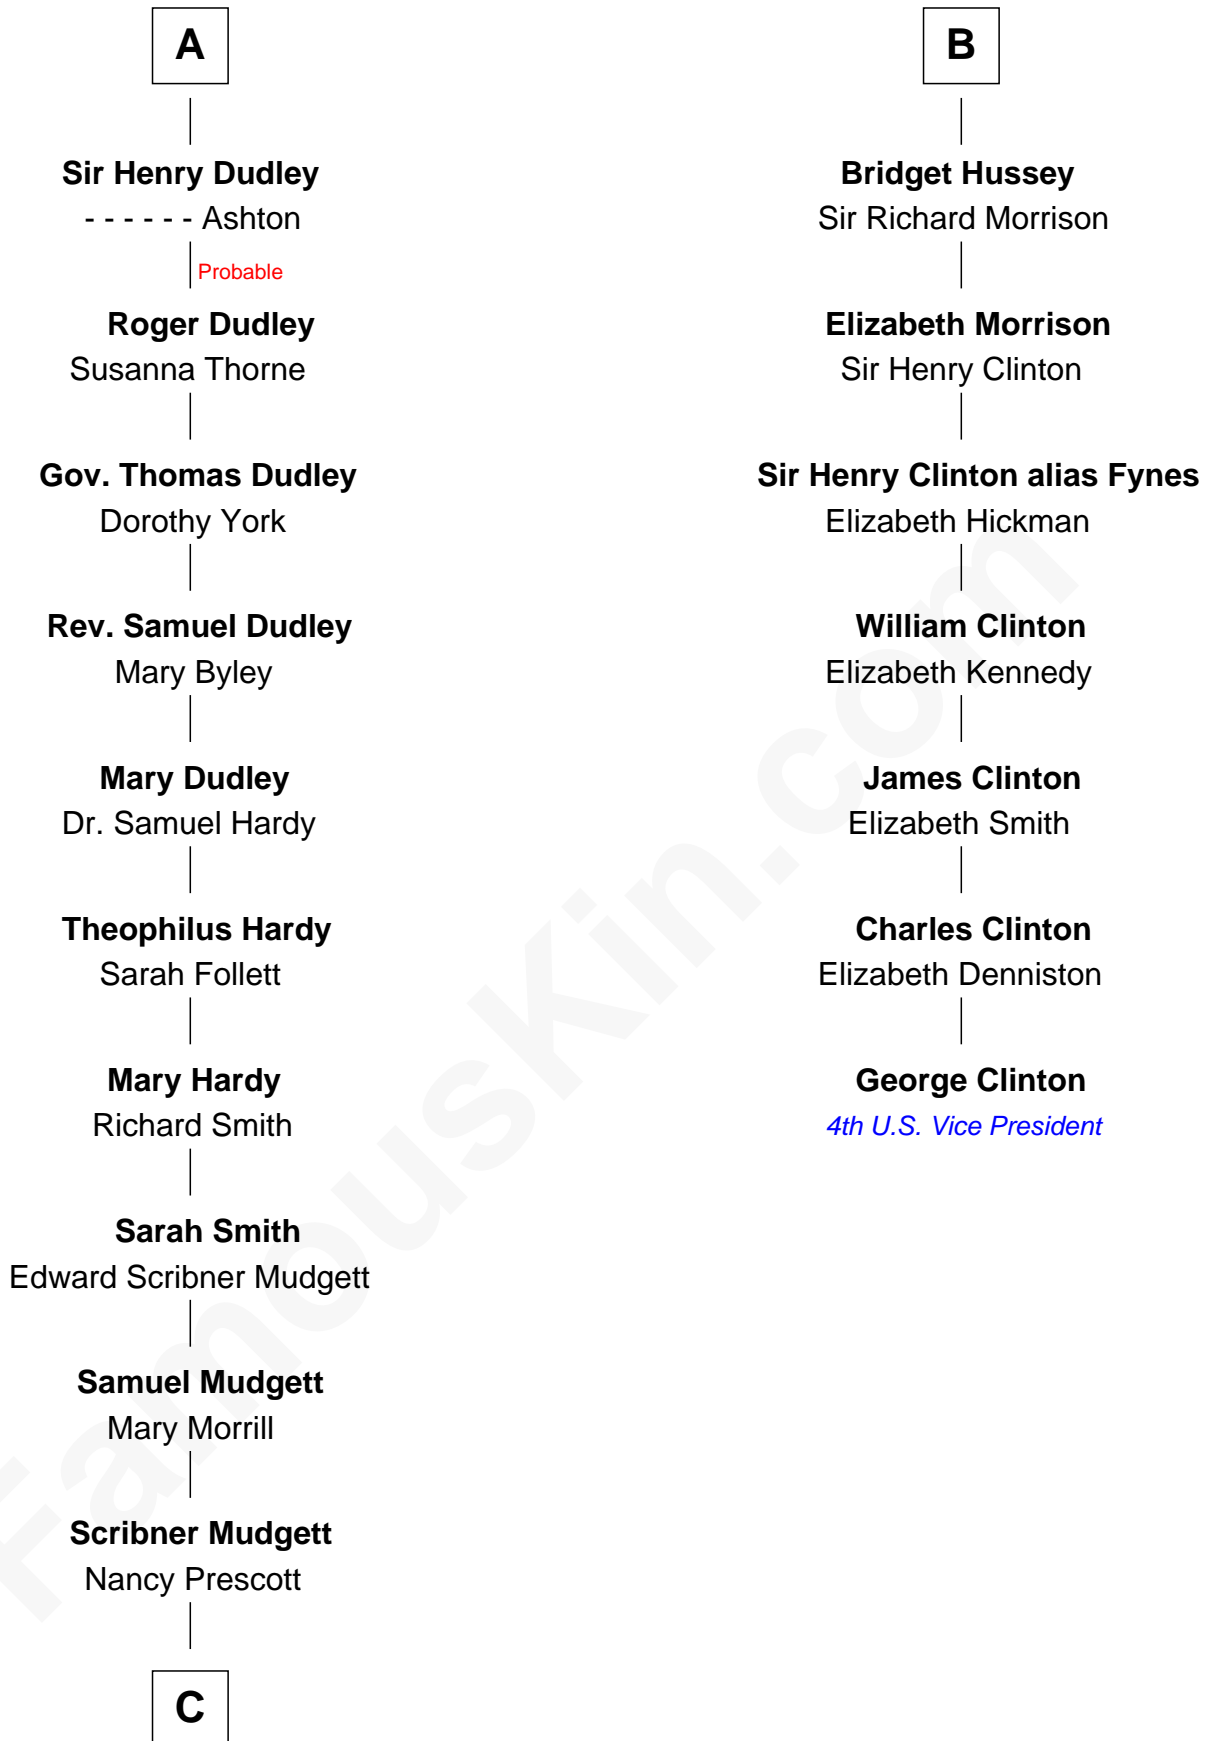 A
Sir Henry Dudley
- - - - - - Ashton
Probable
Roger Dudley
Susanna Thorne
Gov. Thomas Dudley
Dorothy York
Rev. Samuel Dudley
Mary Byley
Mary Dudley
Dr. Samuel Hardy
Theophilus Hardy
Sarah Follett
Mary Hardy
Richard Smith
Sarah Smith
Edward Scribner Mudgett
Samuel Mudgett
Mary Morrill
Scribner Mudgett
Nancy Prescott
C
B
Bridget Hussey
Sir Richard Morrison
Elizabeth Morrison
Sir Henry Clinton
Sir Henry Clinton alias Fynes
Elizabeth Hickman
William Clinton
Elizabeth Kennedy
James Clinton
Elizabeth Smith
Charles Clinton
Elizabeth Denniston
George Clinton
4th U.S. Vice President
FamousKin.com